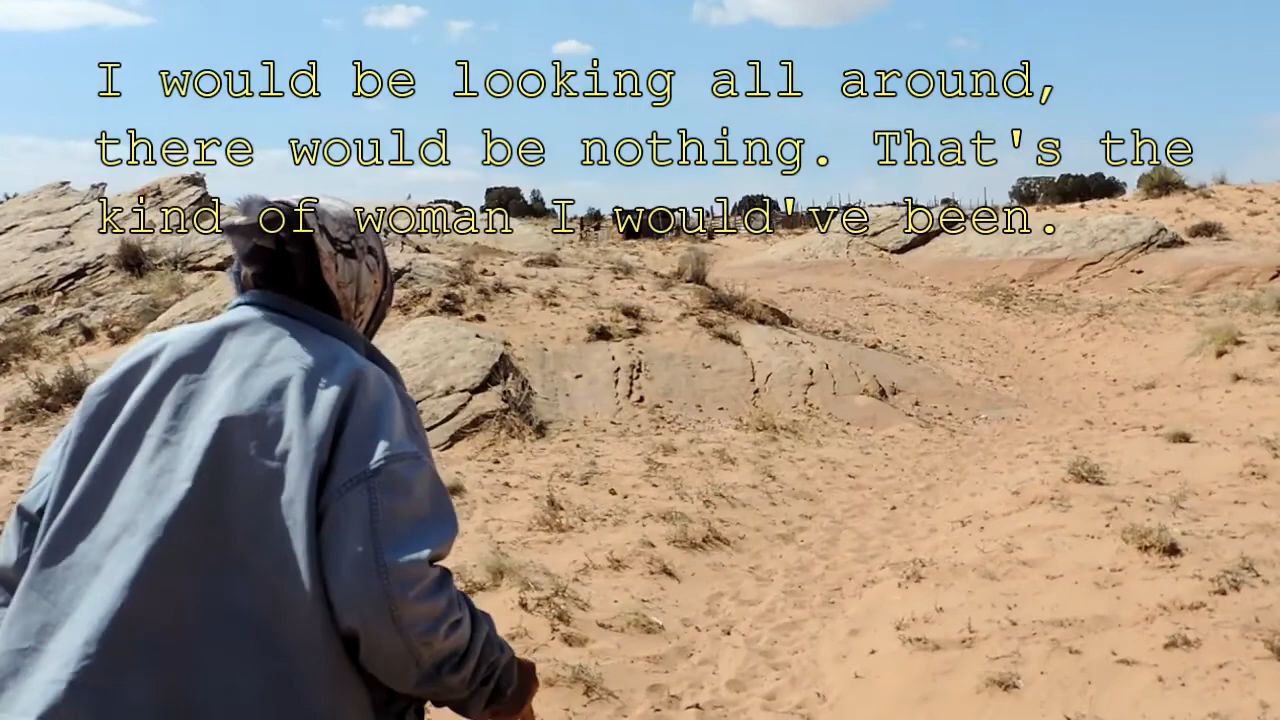 I would be looking all around,
there would be nothing. That's the
kind of woman I would've been.